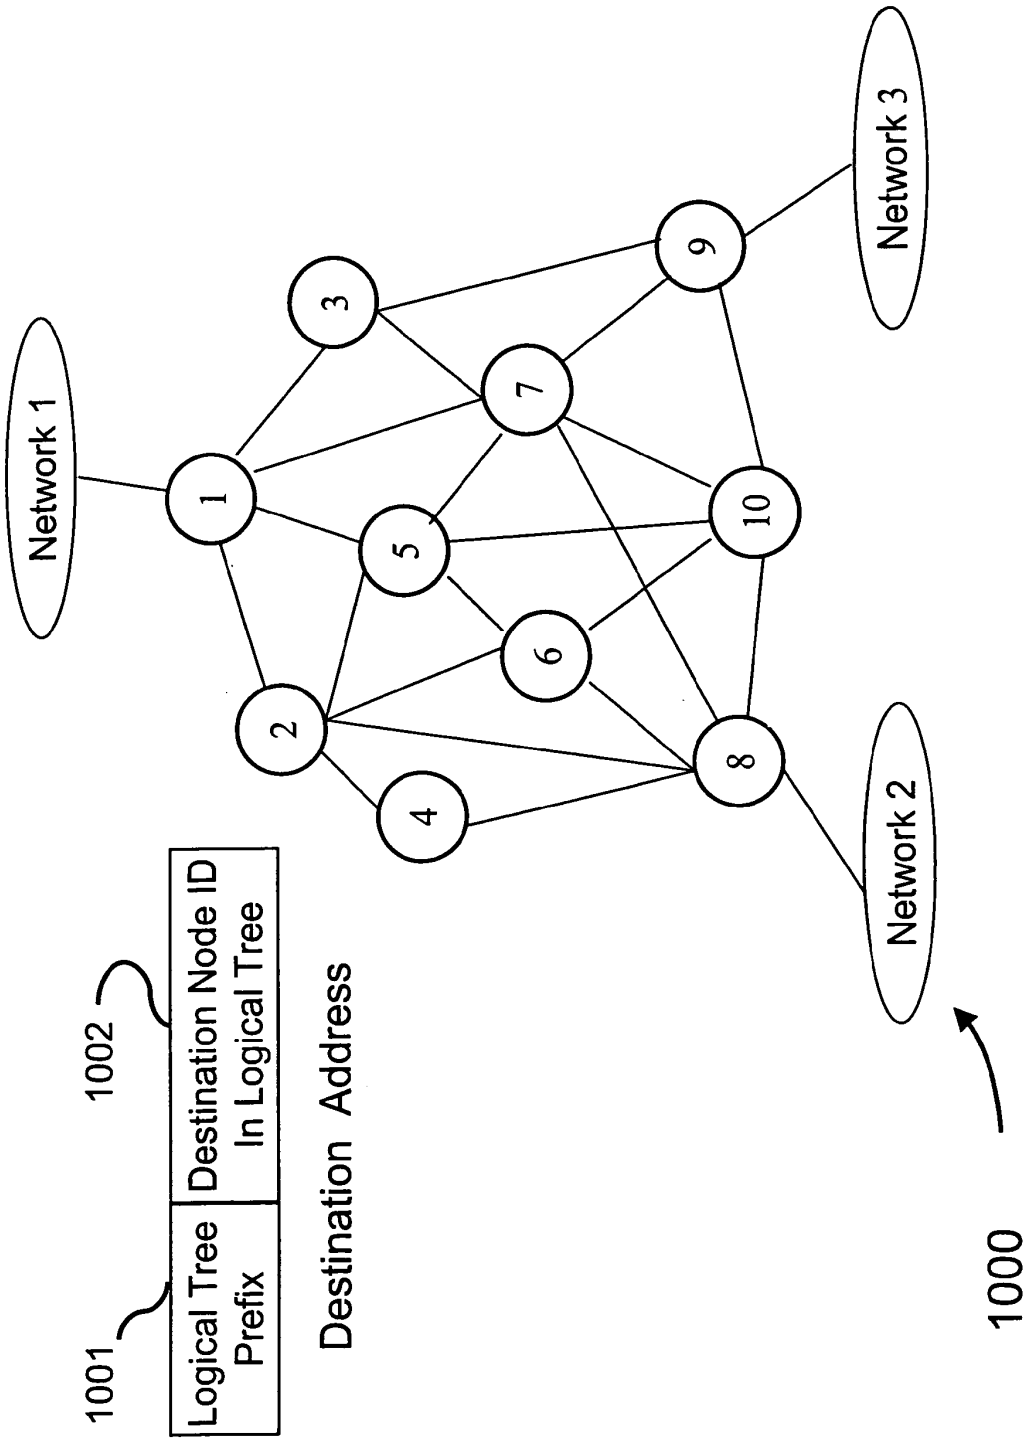 1001
1002
Logical Tree
Prefix
Destination Node ID
In Logical Tree
Destination Address
Network 1
1
2
3
4
5
6
7
8
9
10
Network 2
Network 3
1000